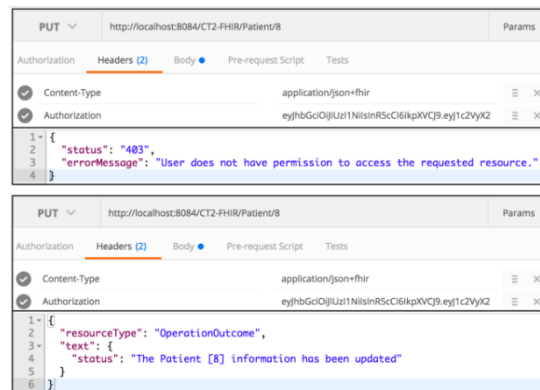 PUT http://localhost:8084/CT2-FHIR/Patient/8 Params
Authorization Headers (2) Body Pre-request Script Tests
Content-Type application/json+fhir
Authorization eyJhbGciOiJIUzI1NiIsInR5cCI6IkpXVCJ9.eyJ1c2VyX2
1 {
2 "status": "403",
3 "errorMessage": "User does not have permission to access the requested resource."
4 }
PUT http://localhost:8084/CT2-FHIR/Patient/8 Params
Authorization Headers (2) Body Pre-request Script Tests
Content-Type application/json+fhir
Authorization eyJhbGciOiJIUzI1NiIsInR5cCI6IkpXVCJ9.eyJ1c2VyX2
1 {
2 "resourceType": "OperationOutcome",
3 "text": {
4 "status": "The Patient [8] information has been updated"
5 }
6 }